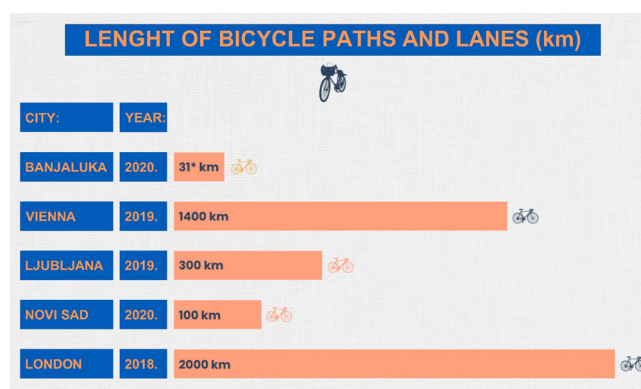 LENGHT OF BICYCLE PATHS AND LANES (km)
CITY: YEAR:
BANJALUKA 2020. 31* km
VIENNA 2019. 1400 km
LJUBLJANA 2019. 300 km
NOVI SAD 2020. 100 km
LONDON 2018. 2000 km